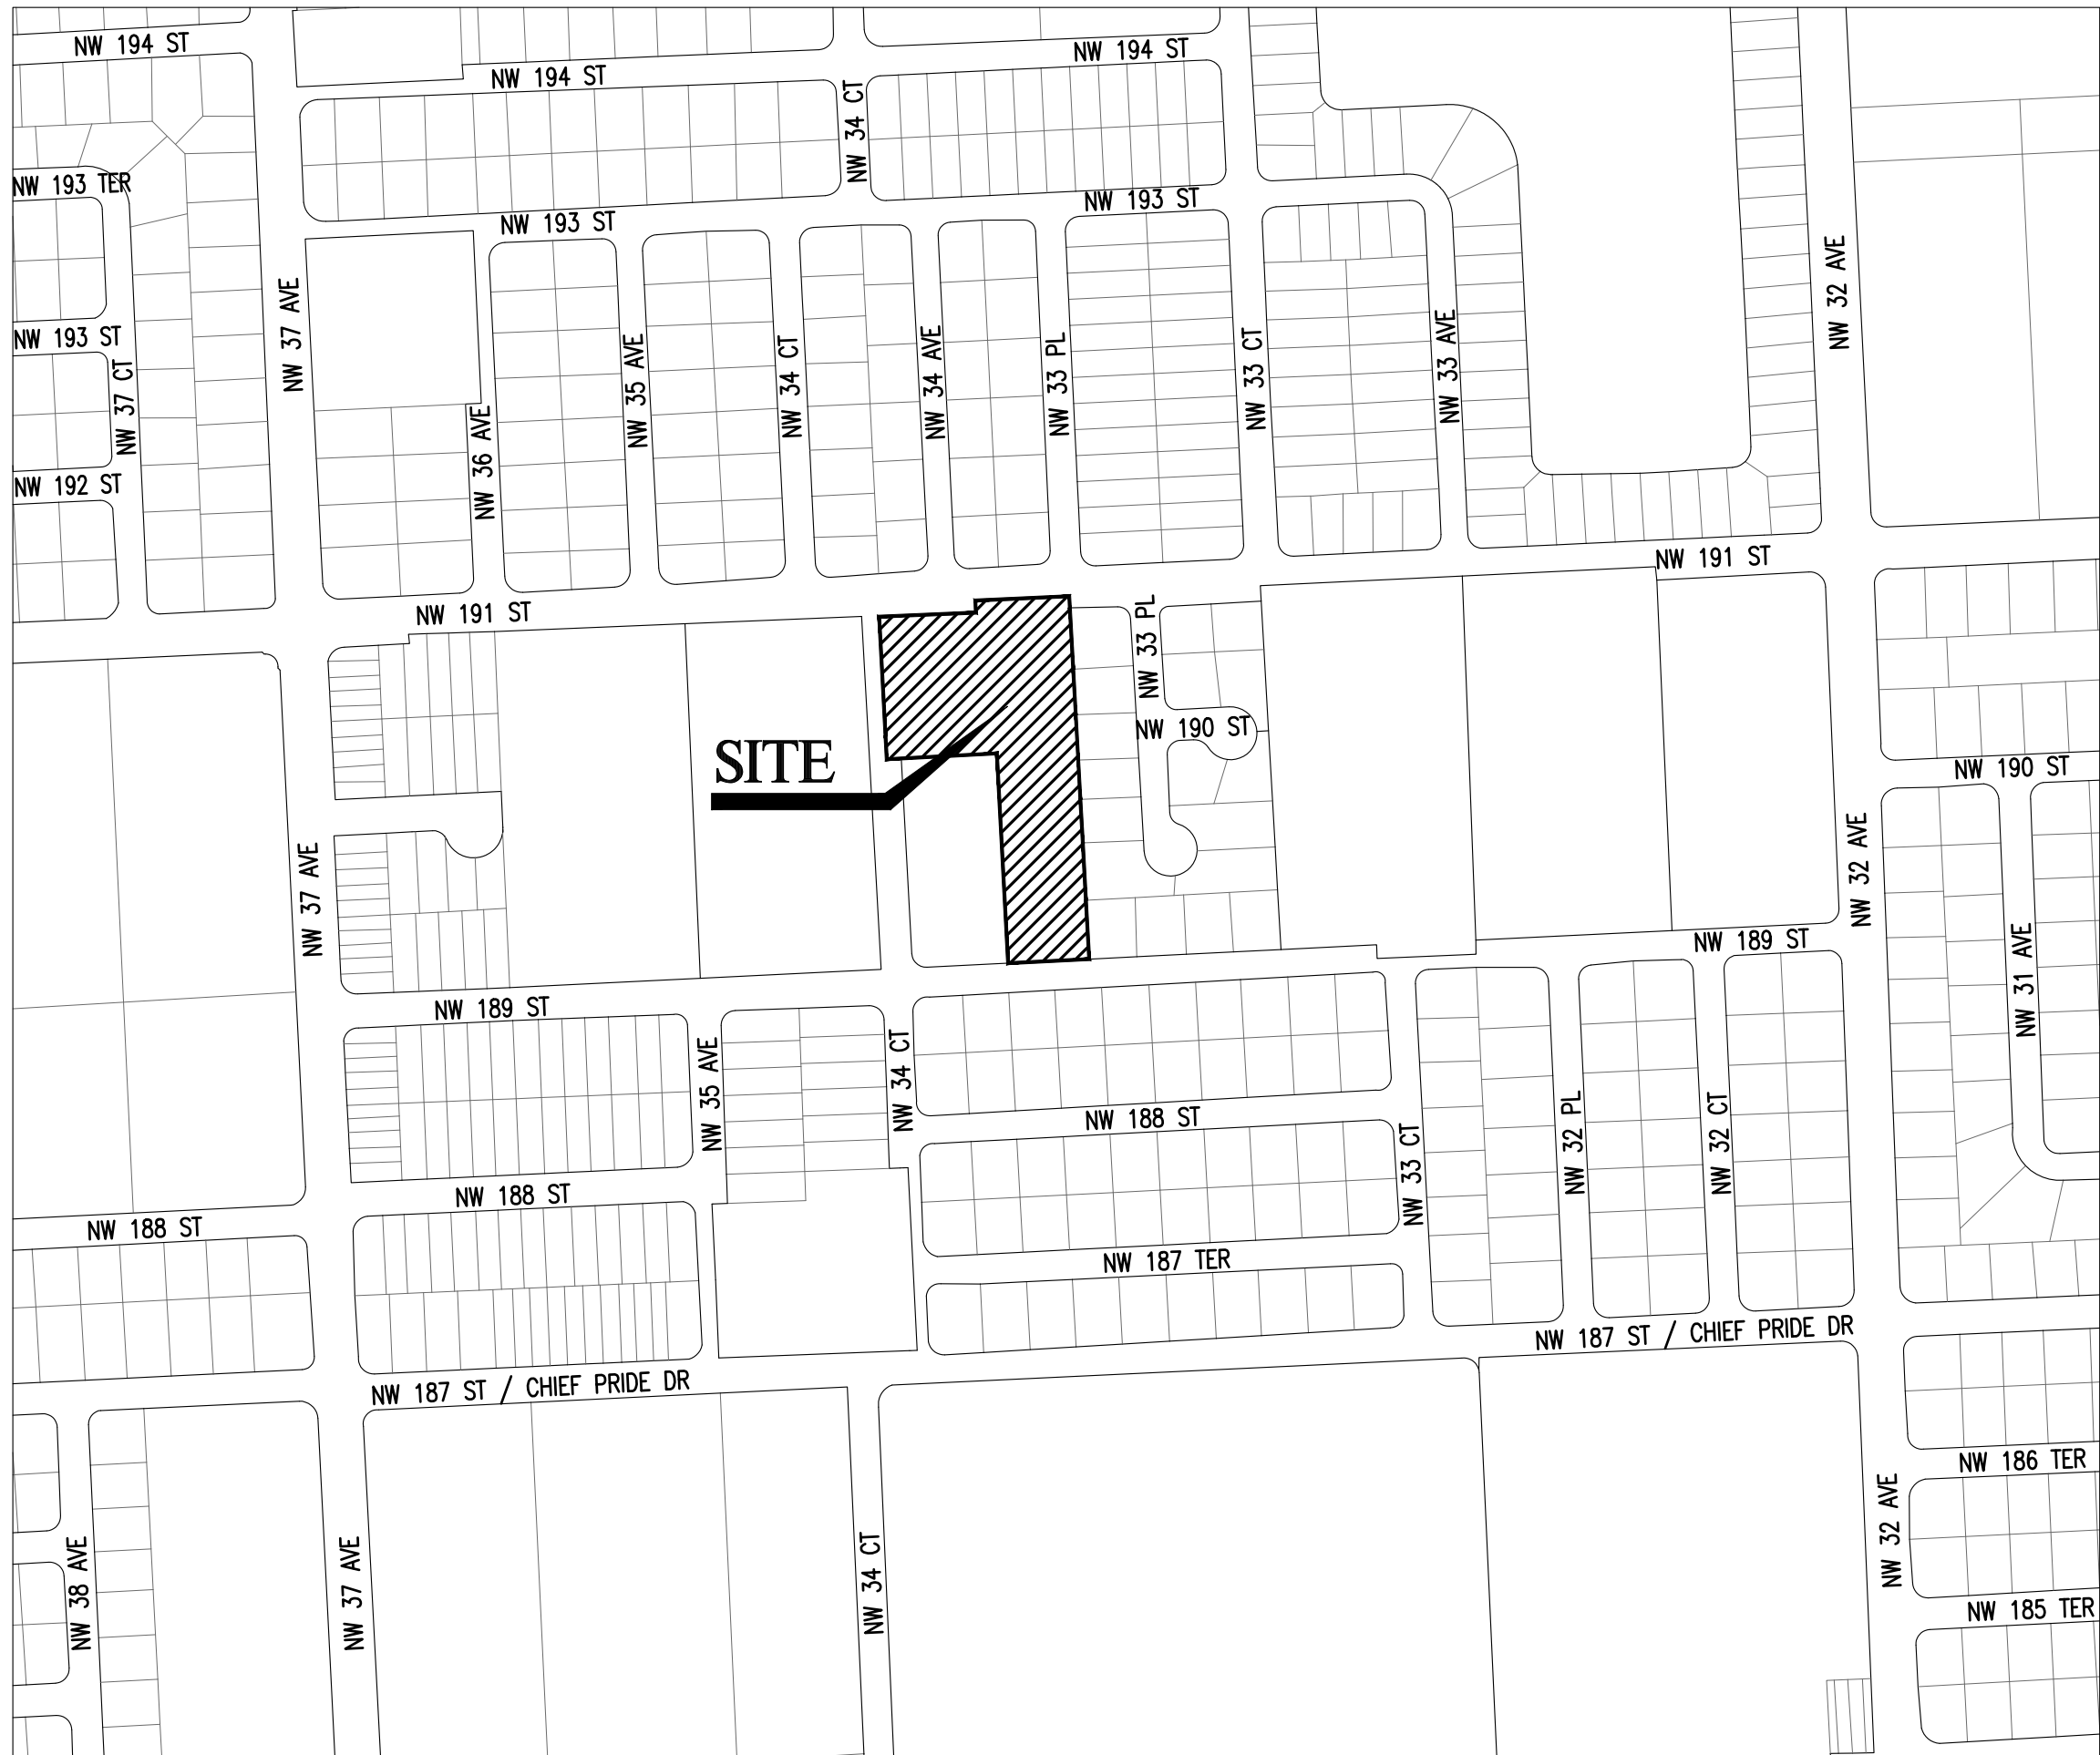 NW 194 ST
NW 194 ST
NW 194 ST
NW 34 CT
NW 193 TER
NW 193 ST
NW 193 ST
NW 37 AVE
NW 32 AVE
NW 193 ST
NW 37 CT
NW 36 AVE
NW 35 AVE
NW 34 CT
NW 34 AVE
NW 33 PL
NW 33 CT
NW 33 AVE
NW 192 ST
NW 191 ST
NW 191 ST
NW 33 PL
NW 190 ST
SITE
NW 190 ST
NW 37 AVE
NW 32 AVE
NW 189 ST
NW 31 AVE
NW 189 ST
NW 35 AVE
NW 34 CT
NW 188 ST
NW 33 CT
NW 32 PL
NW 32 CT
NW 188 ST
NW 188 ST
NW 187 TER
NW 187 ST / CHIEF PRIDE DR
NW 187 ST / CHIEF PRIDE DR
NW 186 TER
NW 38 AVE
NW 37 AVE
NW 34 CT
NW 32 AVE
NW 185 TER